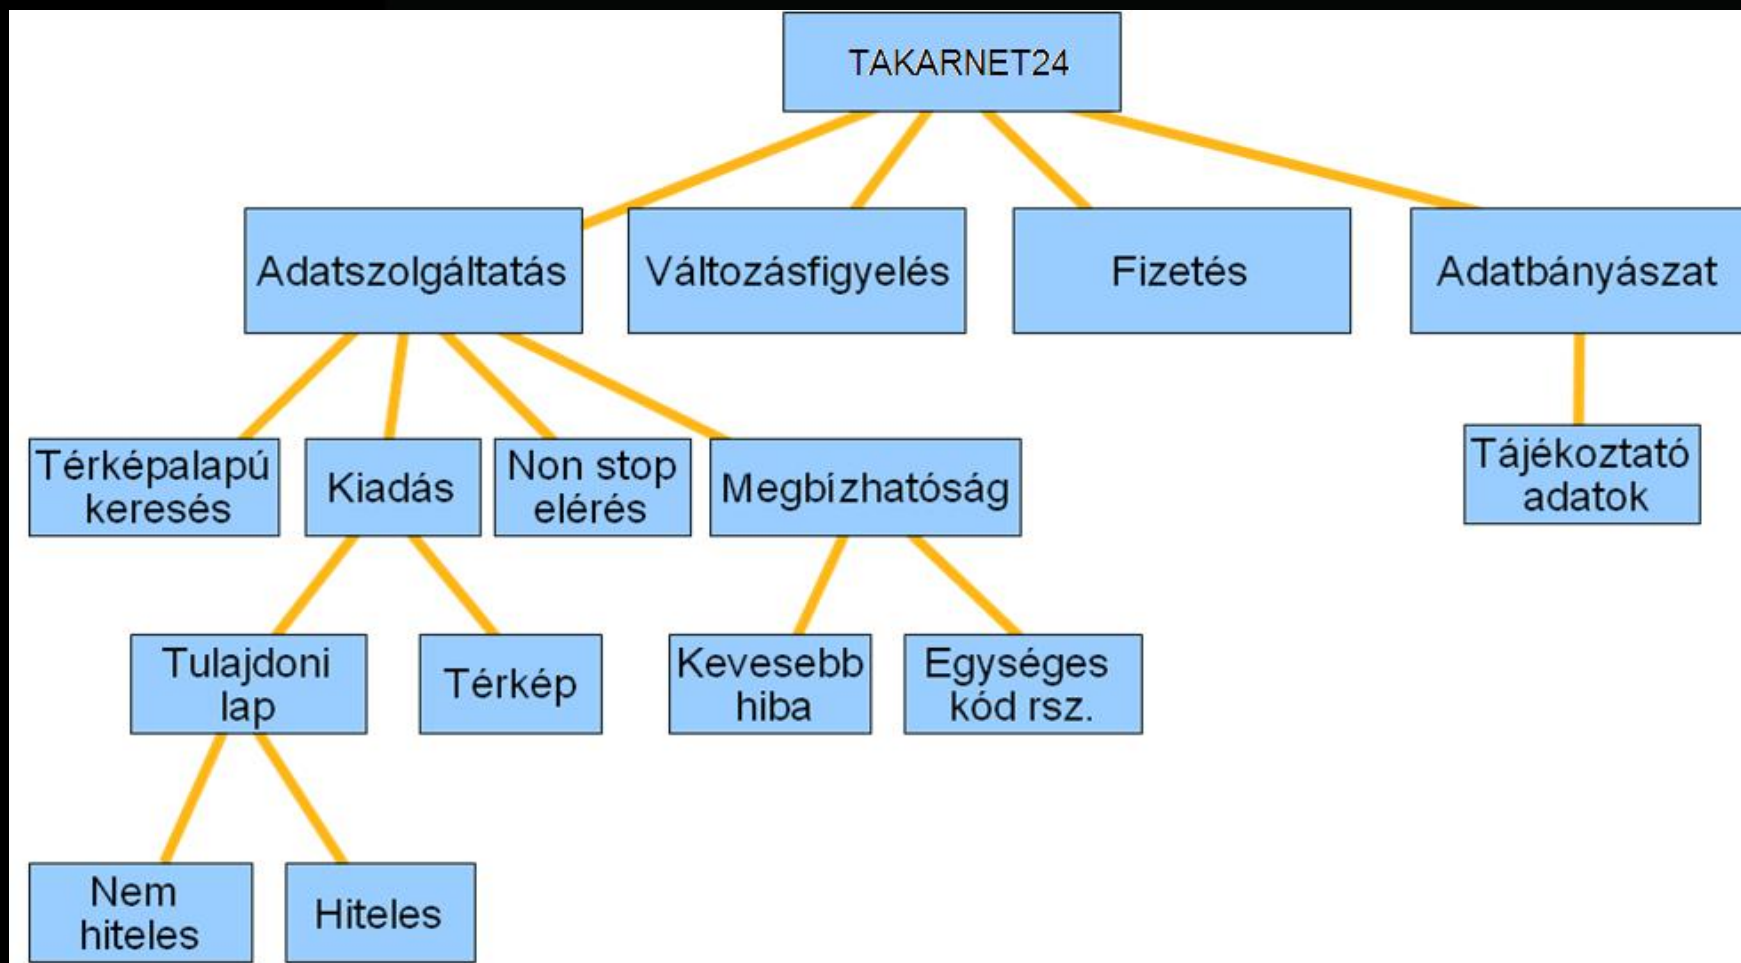 TAKARNET24
Adatszolgáltatás
Változásfigyelés
Fizetés
Adatbányászat
Térképalapú
keresés
Kiadás
Non stop
elérés
Megbízhatóság
Tájékoztató
adatok
Tulajdoni
lap
Térkép
Kevesebb
hiba
Egységes
kód rsz.
Nem
hiteles
Hiteles